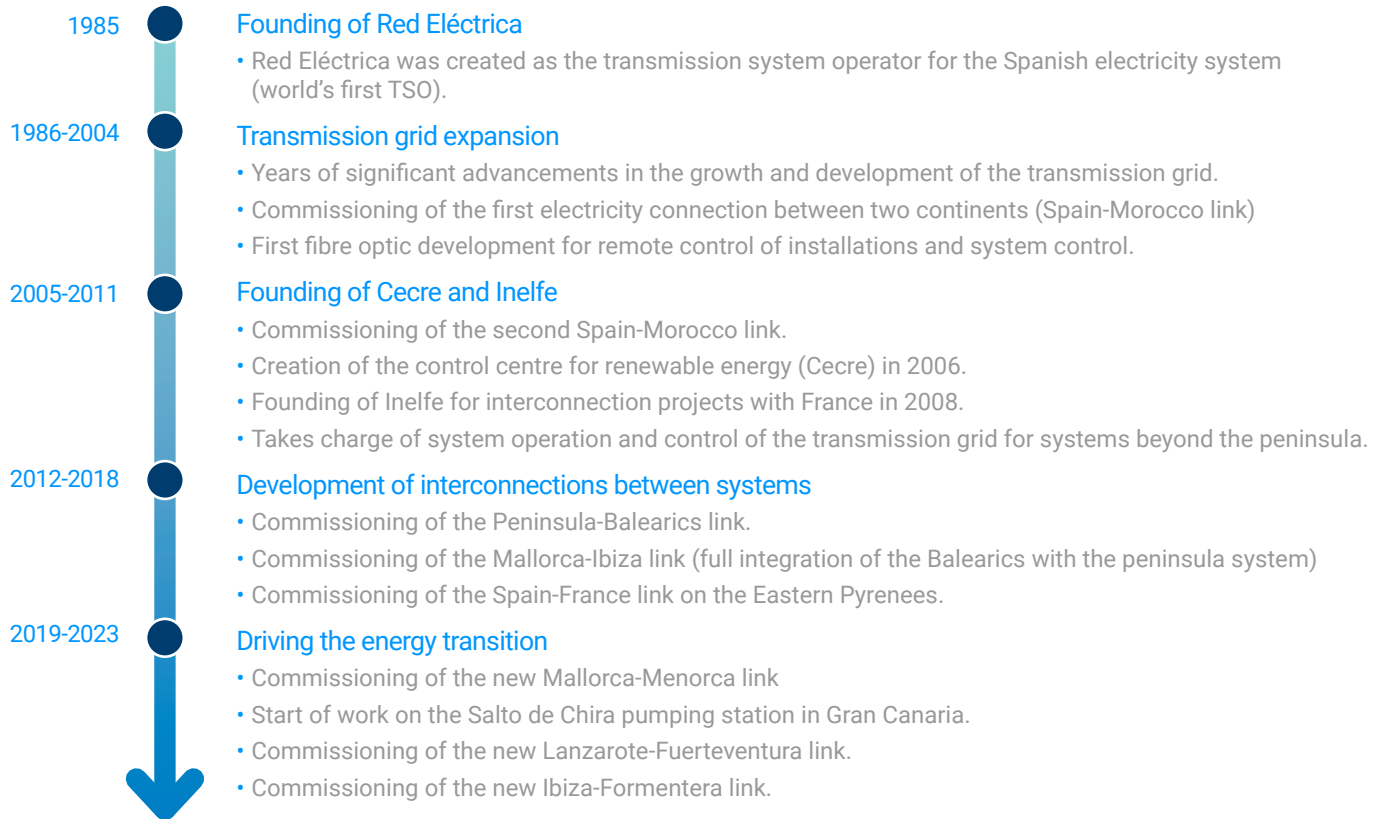 1985
Founding of Red Eléctrica
• Red Eléctrica was created as the transmission system operator for the Spanish electricity system
(world’s first TSO).
1986-2004
Transmission grid expansion
• Years of significant advancements in the growth and development of the transmission grid.
• Commissioning of the first electricity connection between two continents (Spain-Morocco link)
• First fibre optic development for remote control of installations and system control.
2005-2011
Founding of Cecre and Inelfe
• Commissioning of the second Spain-Morocco link.
• Creation of the control centre for renewable energy (Cecre) in 2006.
• Founding of Inelfe for interconnection projects with France in 2008.
• Takes charge of system operation and control of the transmission grid for systems beyond the peninsula.
2012-2018
Development of interconnections between systems
• Commissioning of the Peninsula-Balearics link.
• Commissioning of the Mallorca-Ibiza link (full integration of the Balearics with the peninsula system)
• Commissioning of the Spain-France link on the Eastern Pyrenees.
2019-2023
Driving the energy transition
• Commissioning of the new Mallorca-Menorca link
• Start of work on the Salto de Chira pumping station in Gran Canaria.
• Commissioning of the new Lanzarote-Fuerteventura link.
• Commissioning of the new Ibiza-Formentera link.